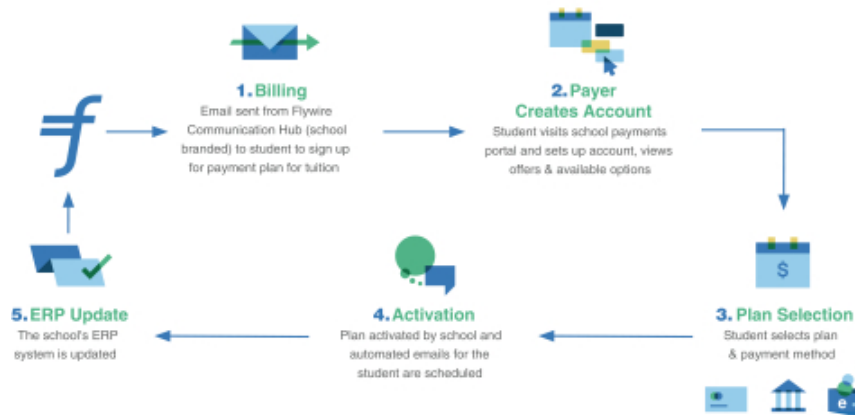 1. Billing
Email sent from Flywire
Communication Hub (school
branded) to student to sign up
for payment plan for tuition
2. Payer
Creates Account
Student visits school payments
portal and sets up account, views
offers & available options
$
3. Plan Selection
Student selects plan
& payment method
e
4. Activation
Plan activated by school and
automated emails for the
student are scheduled
5. ERP Update
The school's ERP
system is updated